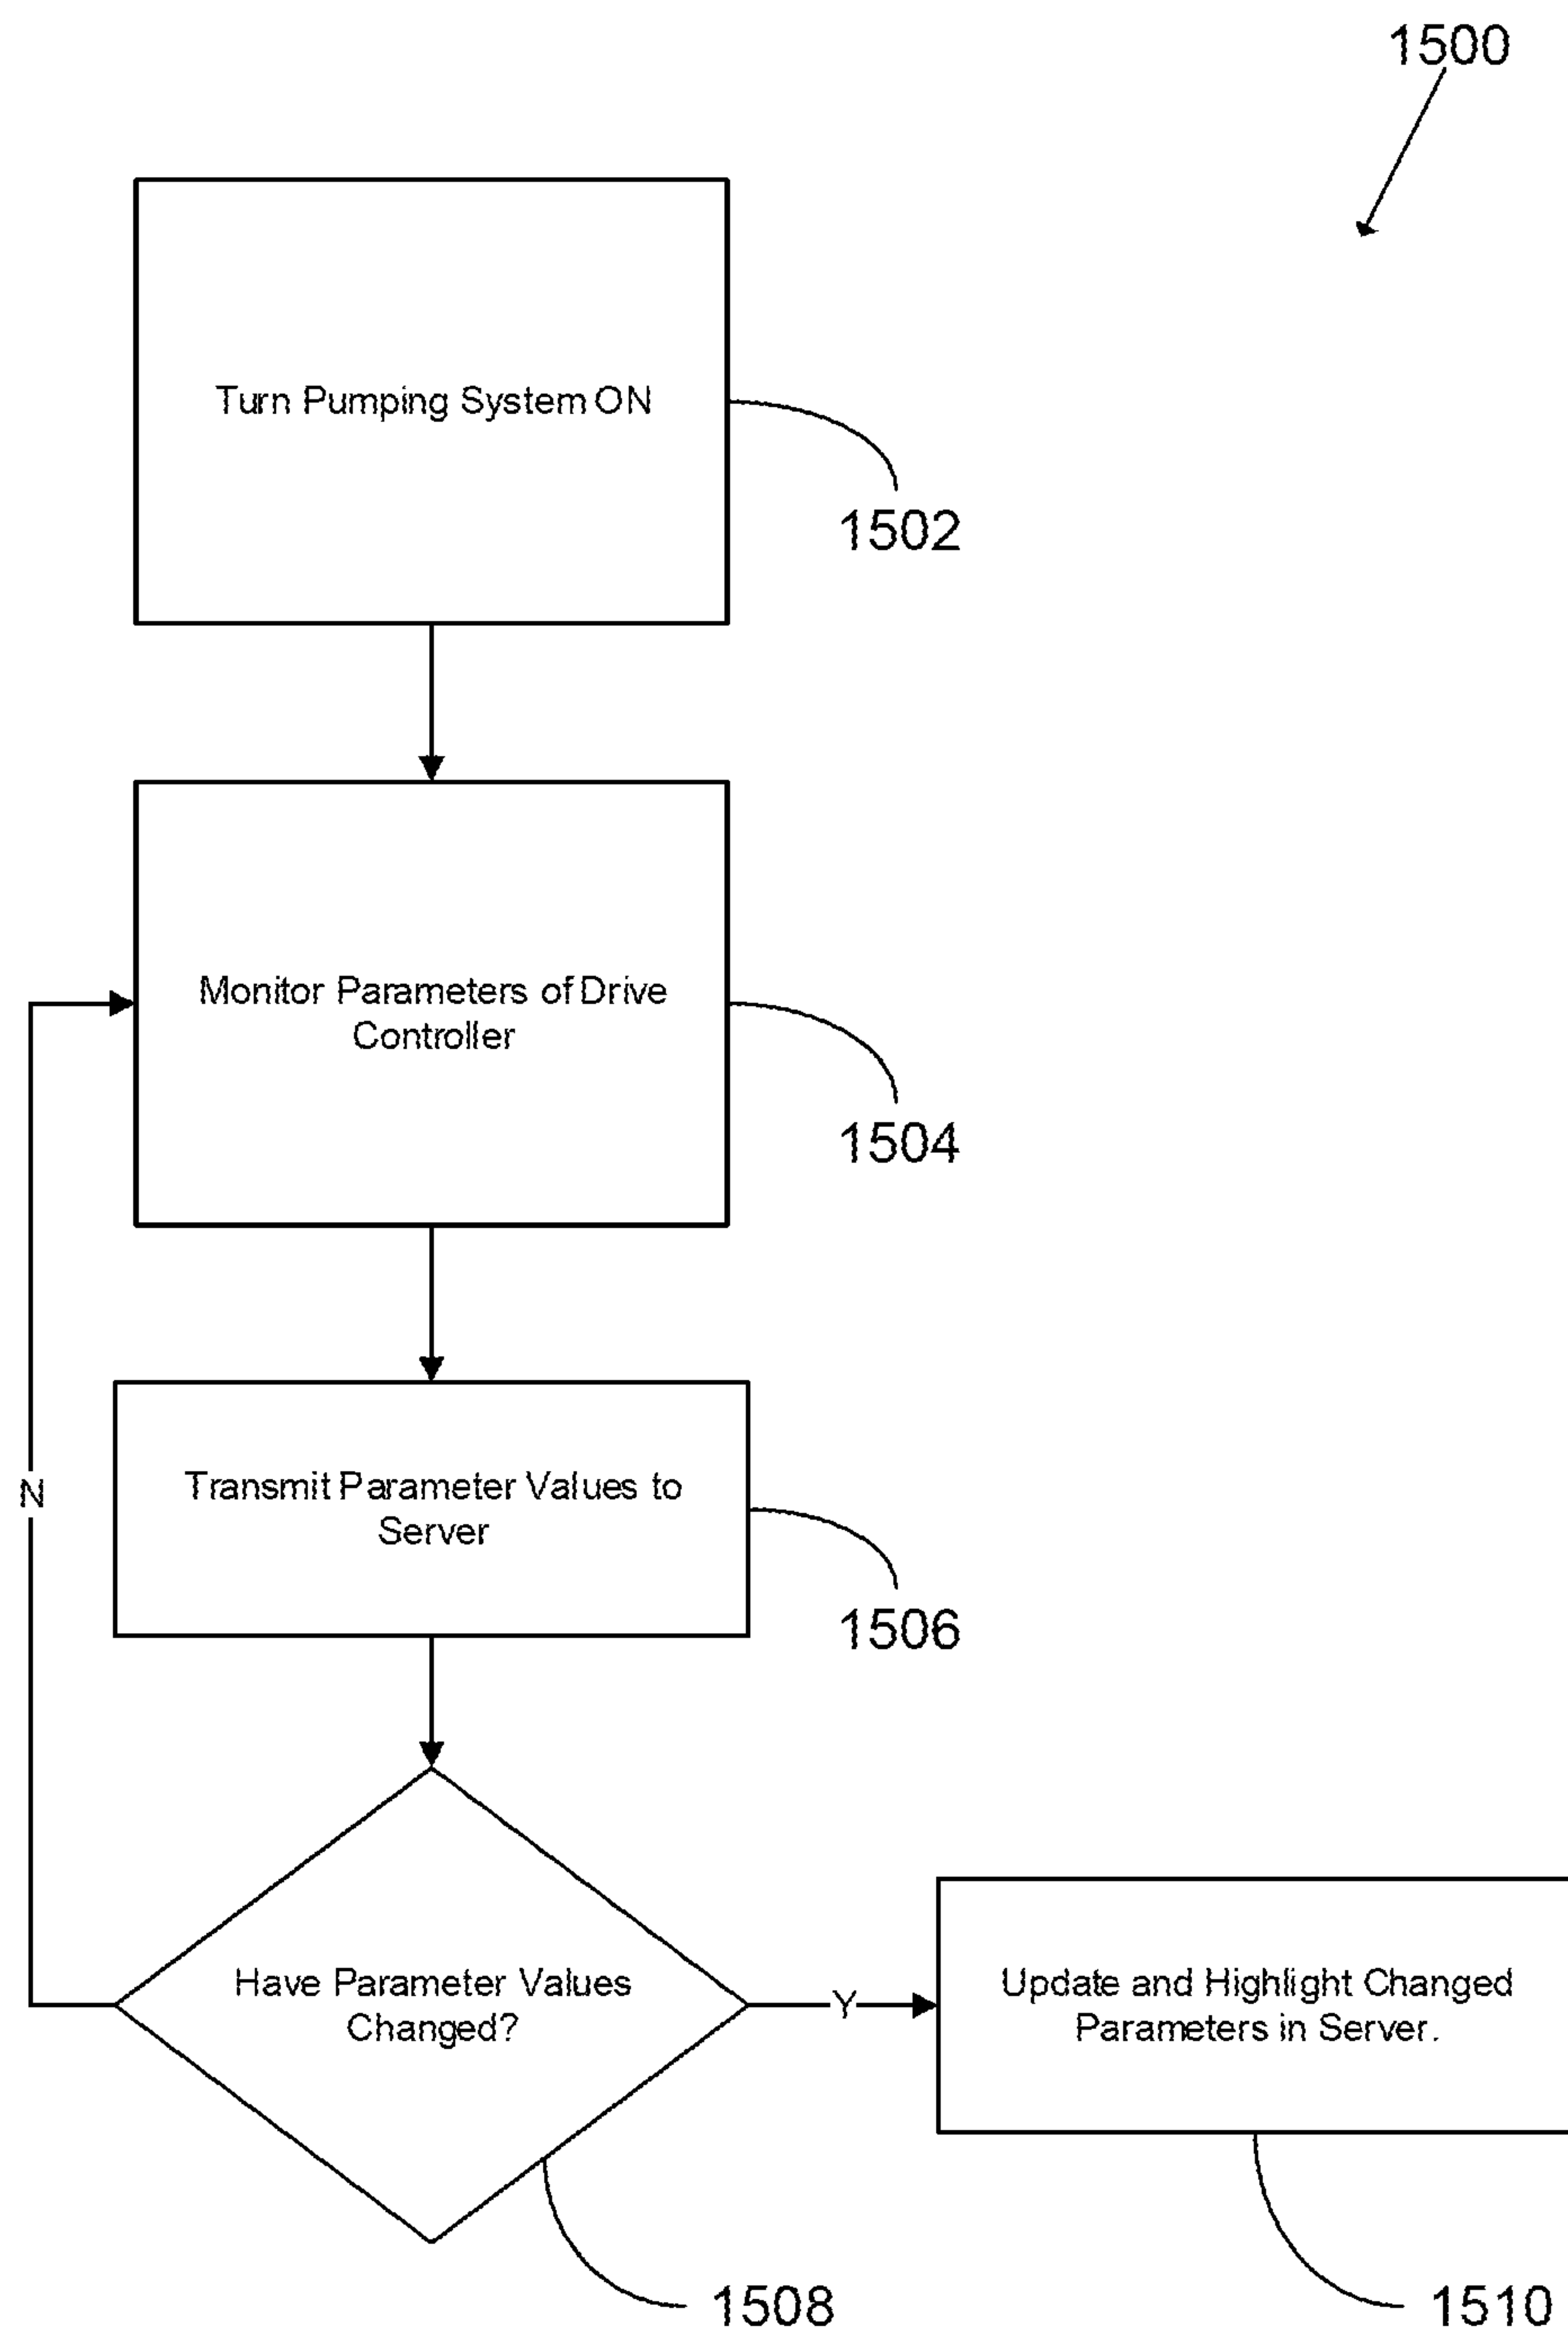 1500
Turn Pumping System ON
1502
Monitor Parameters of Drive
Controller
1504
Transmit Parameter Values to
Server
1506
N
Have Parameter Values
Changed?
Y
Update and Highlight Changed
Parameters in Server.
1508
1510